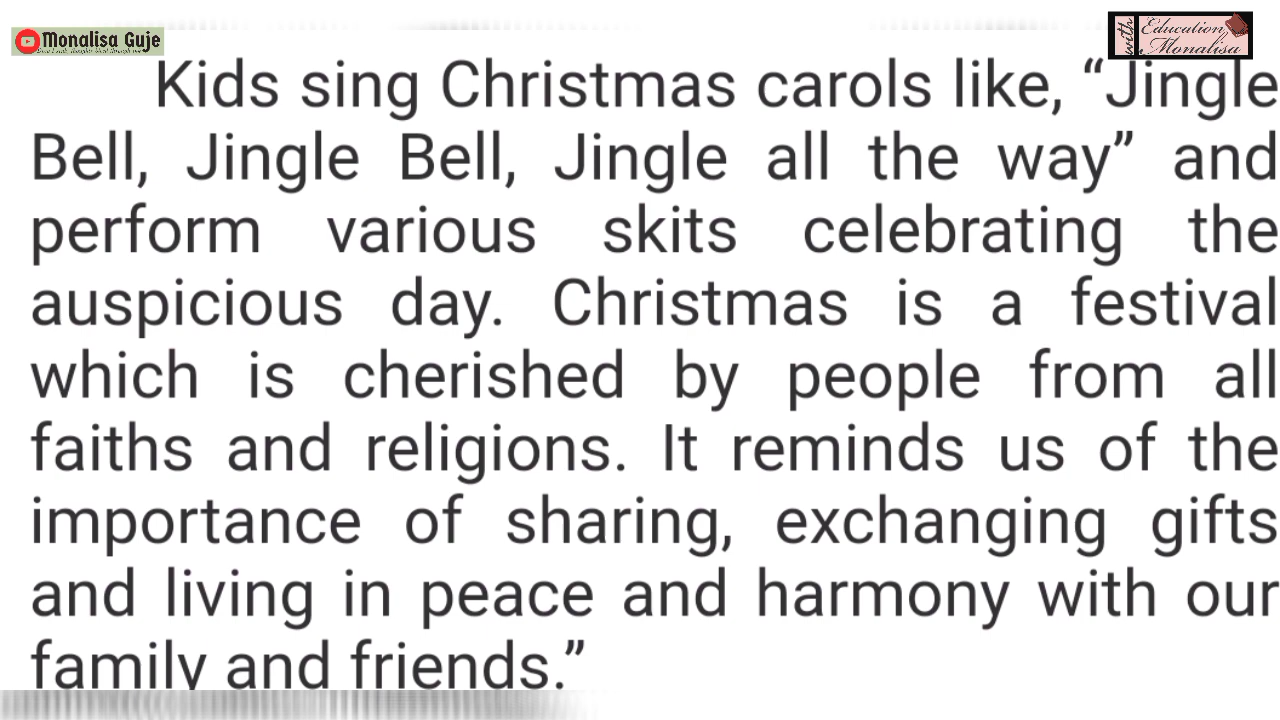 Monalisa Guje
with
Education
Monalisa
Kids sing Christmas carols like, “Jingle
Bell, Jingle Bell, Jingle all the way” and
perform various skits celebrating the
auspicious day. Christmas is a festival
which is cherished by people from all
faiths and religions. It reminds us of the
importance of sharing, exchanging gifts
and living in peace and harmony with our
family and friends.”